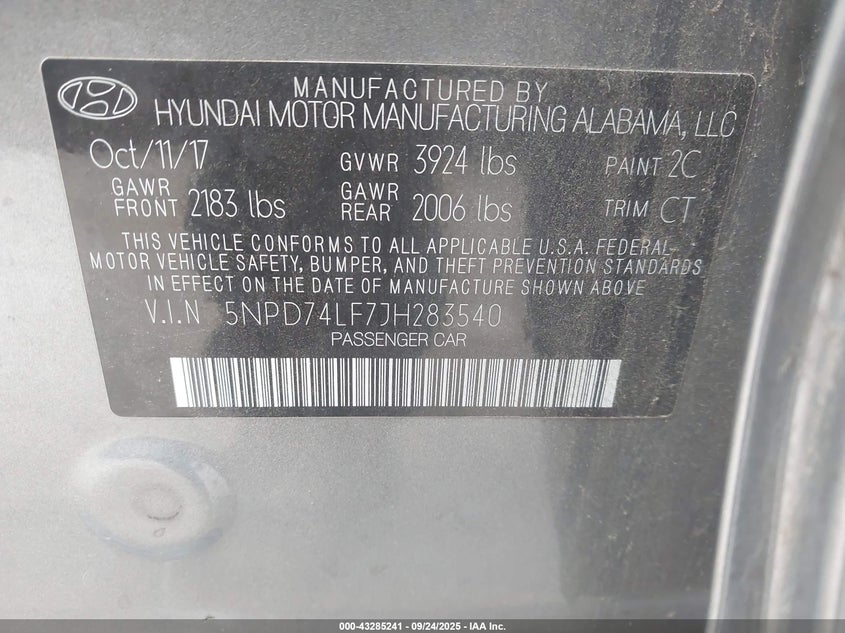 MANUFACTURED BY
HYUNDAI MOTOR MANUFACTURING ALABAMA, LLC
Oct/11/17 GVWR 3924 lbs PAINT 2C
GAWR FRONT 2183 lbs GAWR REAR 2006 lbs TRIM CT
THIS VEHICLE CONFORMS TO ALL APPLICABLE U.S.A. FEDERAL
MOTOR VEHICLE SAFETY, BUMPER, AND THEFT PREVENTION STANDARDS
IN EFFECT ON THE DATE OF MANUFACTURE SHOWN ABOVE.
V.I.N 5NPD74LF7JH283540
PASSENGER CAR
000-43285241 - 09/24/2025 - IAA Inc.